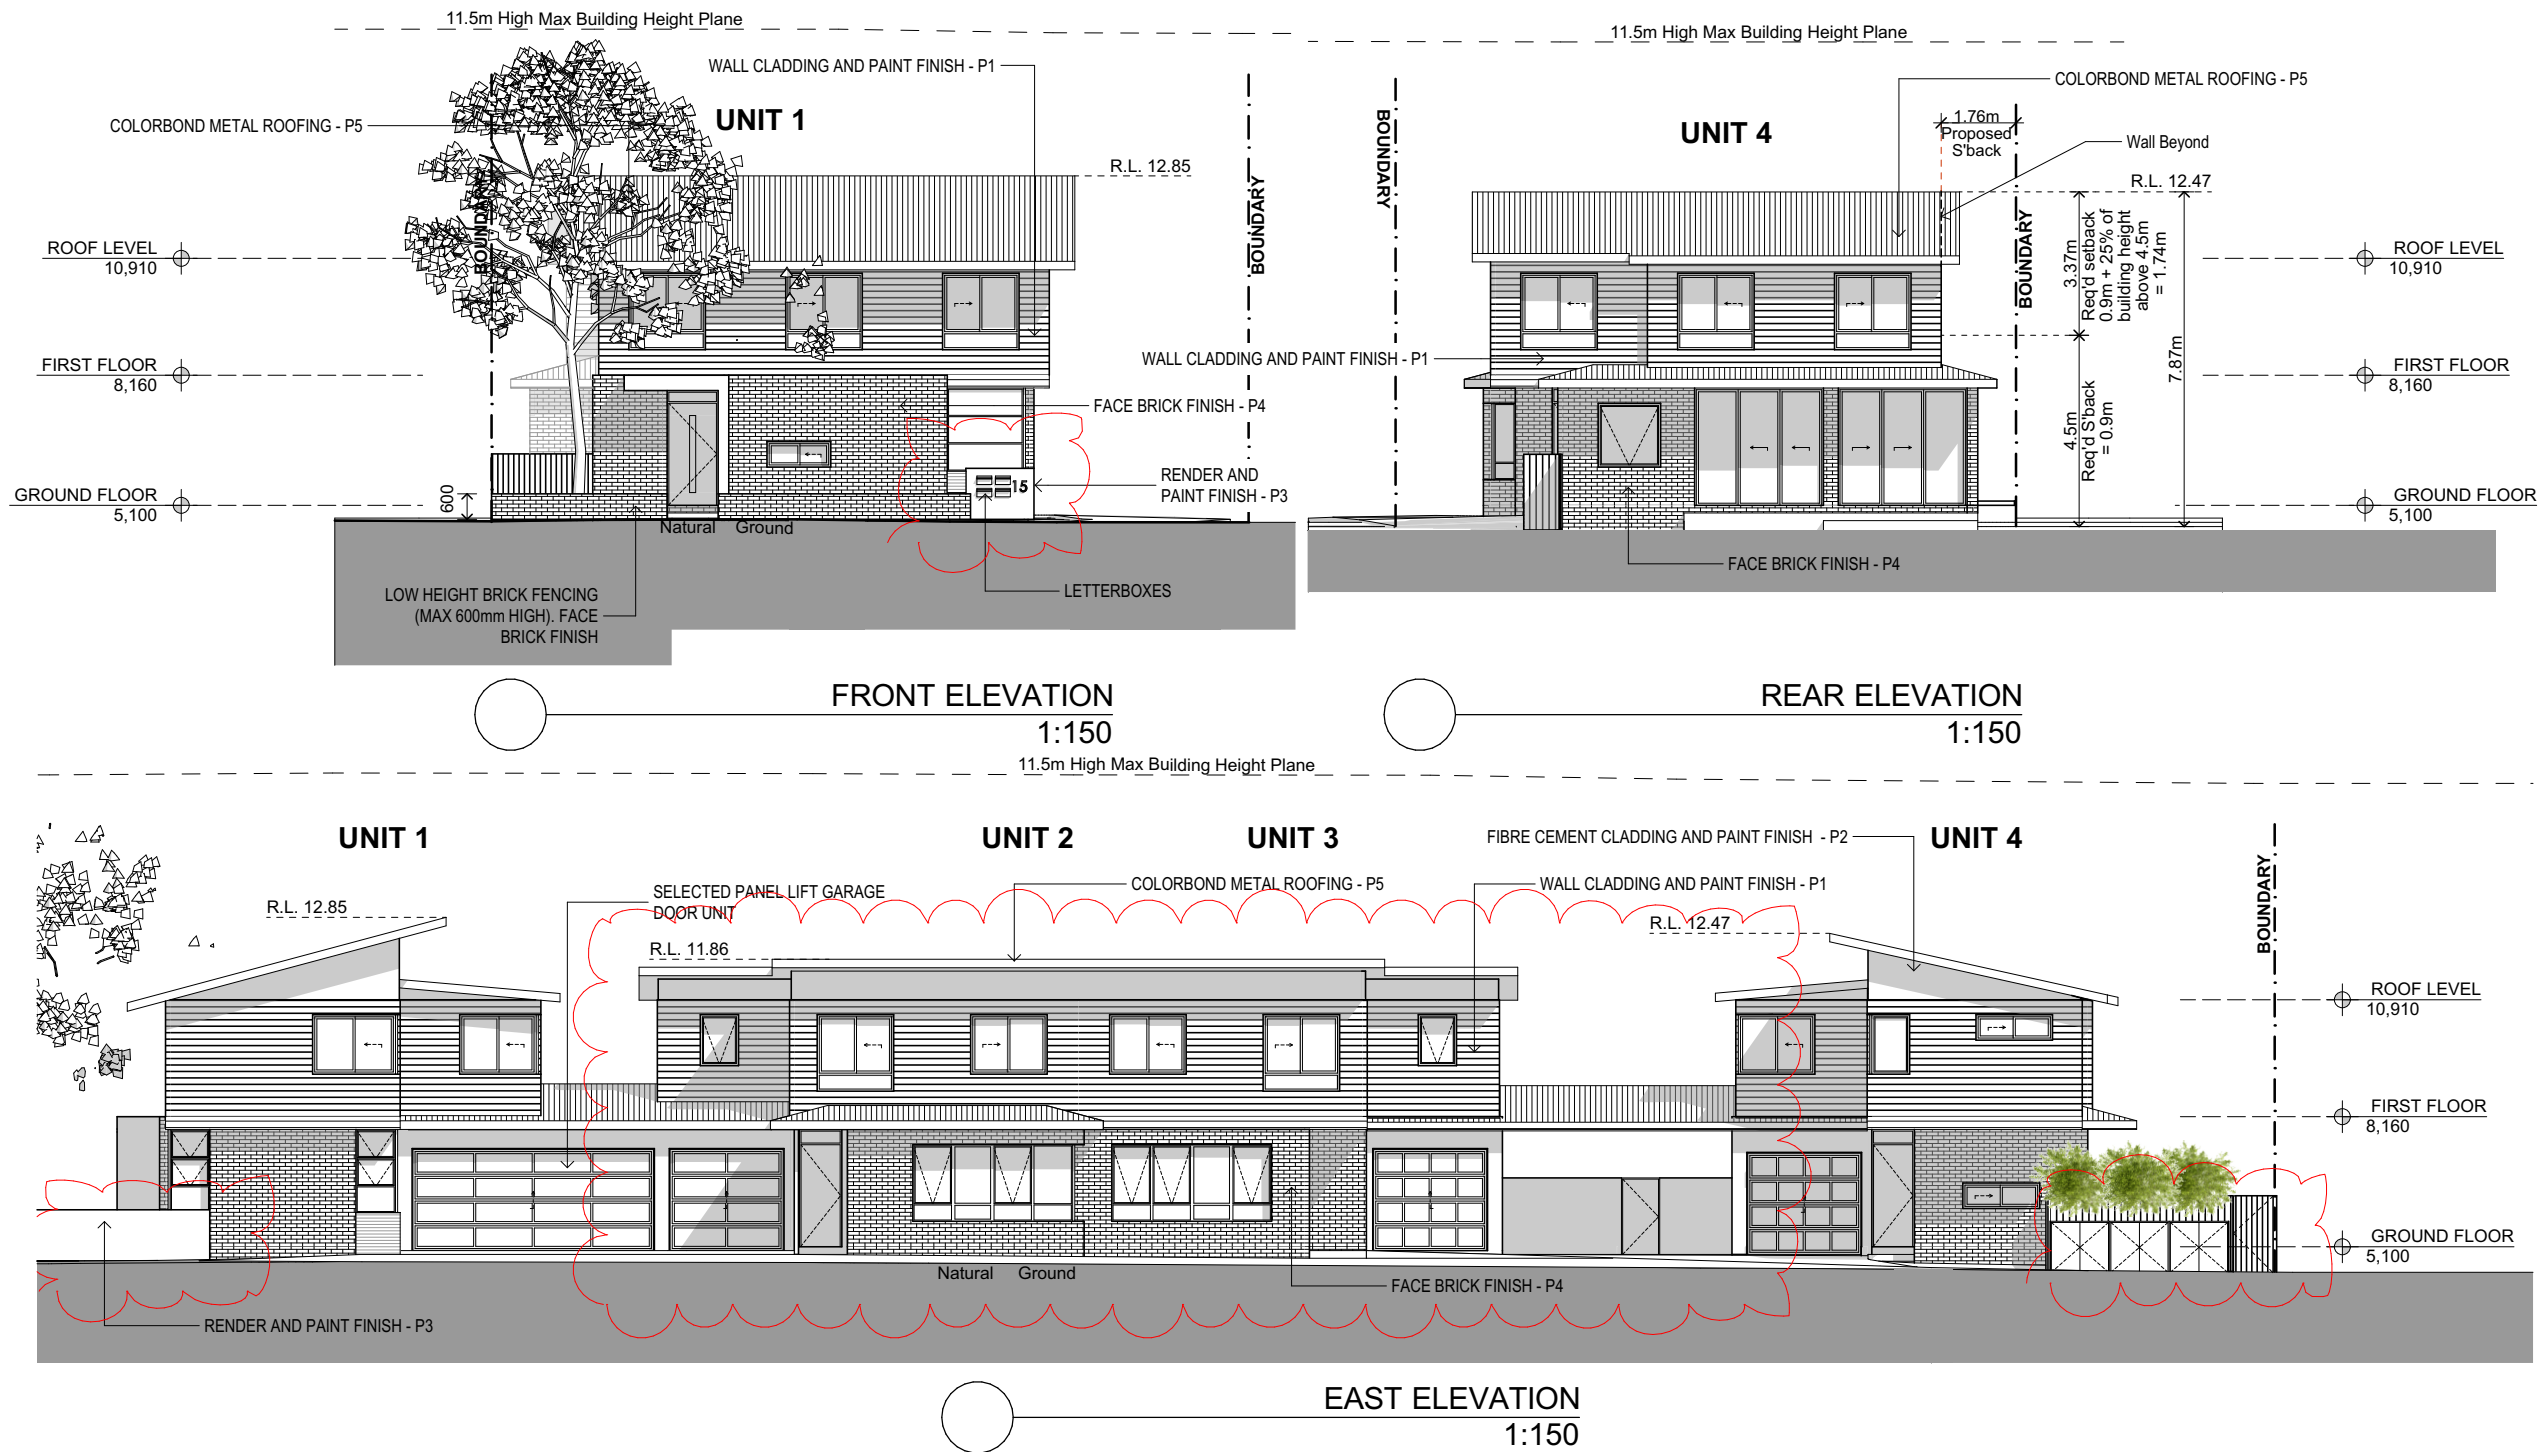 11.5m High Max Building Height Plane
WALL CLADDING AND PAINT FINISH - P1
UNIT 1
COLORBOND METAL ROOFING - P5
R.L. 12.85
BOUNDARY
BOUNDARY
ROOF LEVEL
10,910
FIRST FLOOR
8,160
GROUND FLOOR
5,100
600
FACE BRICK FINISH - P4
RENDER AND
PAINT FINISH - P3
15
Natural Ground
LETTERBOXES
LOW HEIGHT BRICK FENCING
(MAX 600mm HIGH). FACE
BRICK FINISH
FRONT ELEVATION
1:150
11.5m High Max Building Height Plane
COLORBOND METAL ROOFING - P5
UNIT 4
BOUNDARY
1.76m
Proposed
S'back
Wall Beyond
R.L. 12.47
BOUNDARY
3.37m
Req'd setback
0.9m + 25% of
building height
above 4.5m
= 1.74m
7.87m
4.5m
Req'd S'back
= 0.9m
WALL CLADDING AND PAINT FINISH - P1
ROOF LEVEL
10,910
FIRST FLOOR
8,160
GROUND FLOOR
5,100
FACE BRICK FINISH - P4
REAR ELEVATION
1:150
11.5m High Max Building Height Plane
UNIT 1
UNIT 2
UNIT 3
UNIT 4
FIBRE CEMENT CLADDING AND PAINT FINISH - P2
SELECTED PANEL LIFT GARAGE
DOOR UNIT
COLORBOND METAL ROOFING - P5
WALL CLADDING AND PAINT FINISH - P1
R.L. 12.85
R.L. 11.86
R.L. 12.47
BOUNDARY
ROOF LEVEL
10,910
FIRST FLOOR
8,160
GROUND FLOOR
5,100
Natural Ground
FACE BRICK FINISH - P4
RENDER AND PAINT FINISH - P3
EAST ELEVATION
1:150